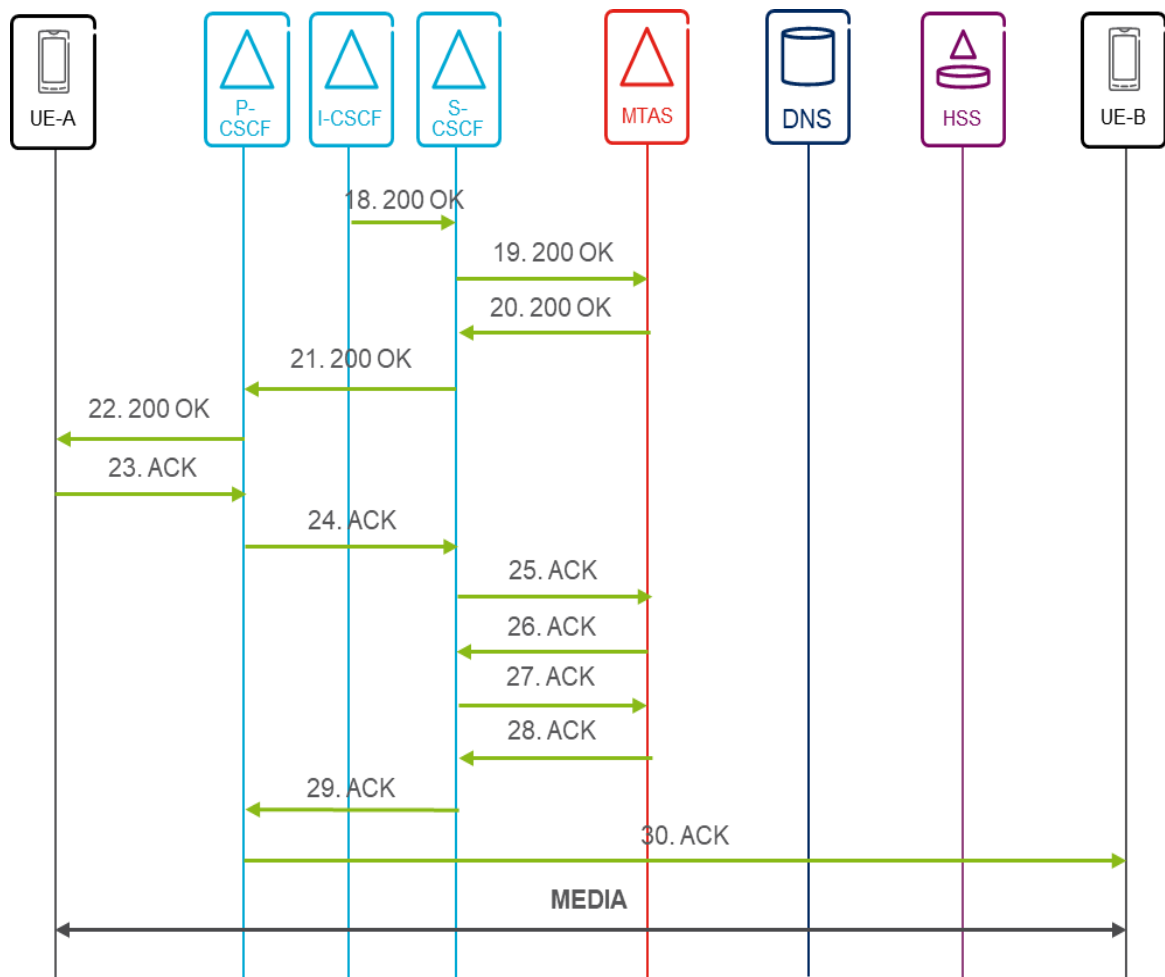 UE-A
P-
CSCF
I-CSCF
S-
CSCF
MTAS
DNS
HSS
UE-B
18. 200 OK
19. 200 OK
20. 200 OK
21. 200 OK
22. 200 OK
23. ACK
24. ACK
25. ACK
26. ACK
27. ACK
28. ACK
29. ACK
30. ACK
MEDIA